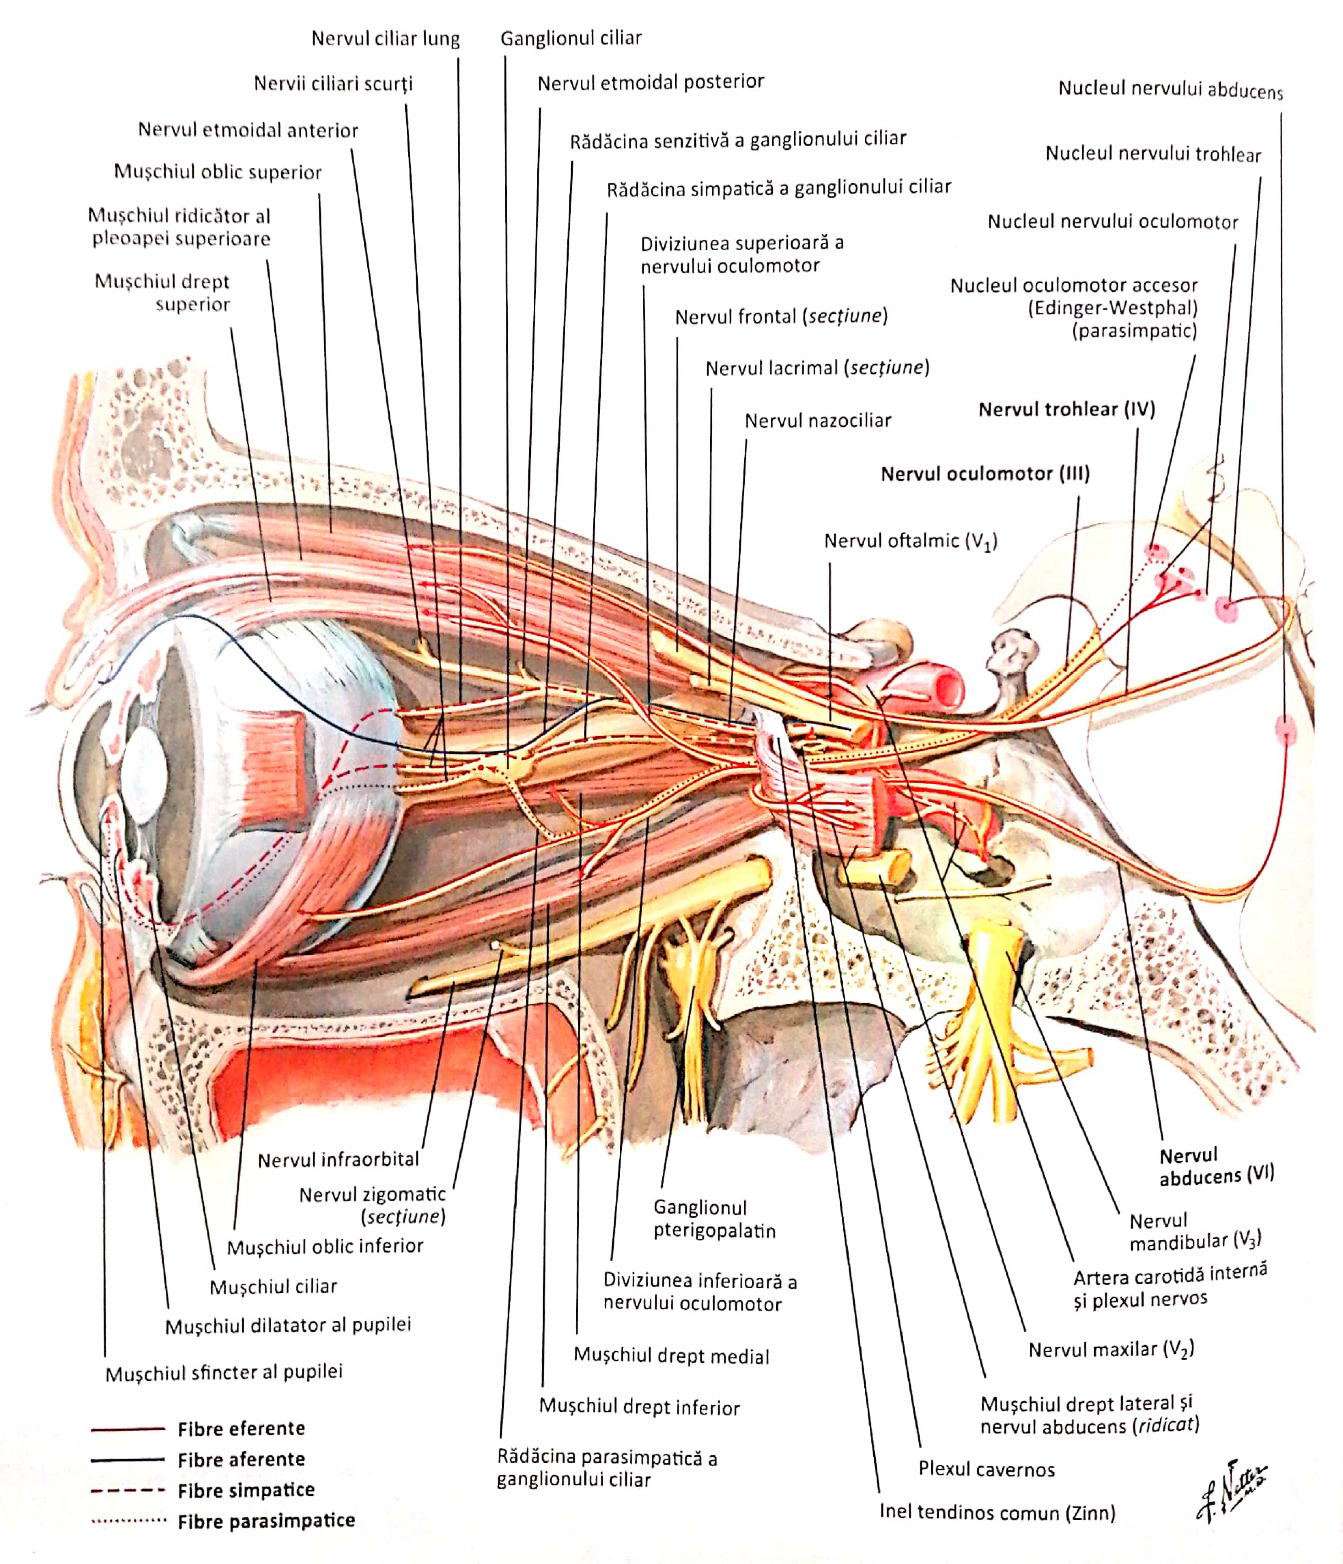 Nervul ciliar lung
Ganglionul ciliar
Nervii ciliari scurți
Nervul etmoidal posterior
Nucleul nervului abducens
Nervul etmoidal anterior
Rădăcina senzitivă a ganglionului ciliar
Nucleul nervului trohlear
Mușchiul oblic superior
Rădăcina simpatică a ganglionului ciliar
Mușchiul ridicător al
pleoapei superioare
Nucleul nervului oculomotor
Diviziunea superioară a
nervului oculomotor
Mușchiul drept
superior
Nucleul oculomotor accesor
(Edinger-Westphal)
(parasimpatic)
Nervul frontal (secțiune)
Nervul lacrimal (secțiune)
Nervul trohlear (IV)
Nervul nazociliar
Nervul oculomotor (III)
Nervul oftalmic (V1)
Nervul infraorbital
Nervul
abducens (VI)
Nervul zigomatic
(secțiune)
Ganglionul
pterigopalatin
Nervul
mandibular (V3)
Mușchiul oblic inferior
Mușchiul ciliar
Diviziunea inferioară a
nervului oculomotor
Artera carotidă internă
și plexul nervos
Mușchiul dilatator al pupilei
Nervul maxilar (V2)
Mușchiul drept medial
Mușchiul sfincter al pupilei
Mușchiul drept inferior
Mușchiul drept lateral și
nervul abducens (ridicat)
Rădăcina parasimpatică a
ganglionului ciliar
Plexul cavernos
Inel tendinos comun (Zinn)
Fibre eferente
Fibre aferente
Fibre simpatice
Fibre parasimpatice
F. Netter
M.D.